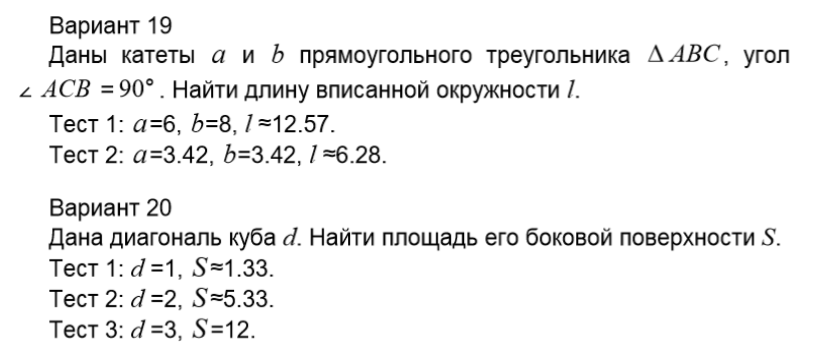 Вариант 19
Даны катеты a и b прямоугольного треугольника Δ ABC, угол
∠ ACB = 90°. Найти длину вписанной окружности l.
Тест 1: a=6, b=8, l ≈12.57.
Тест 2: a=3.42, b=3.42, l ≈6.28.
Вариант 20
Дана диагональ куба d. Найти площадь его боковой поверхности S.
Тест 1: d =1, S≈1.33.
Тест 2: d =2, S≈5.33.
Тест 3: d =3, S=12.